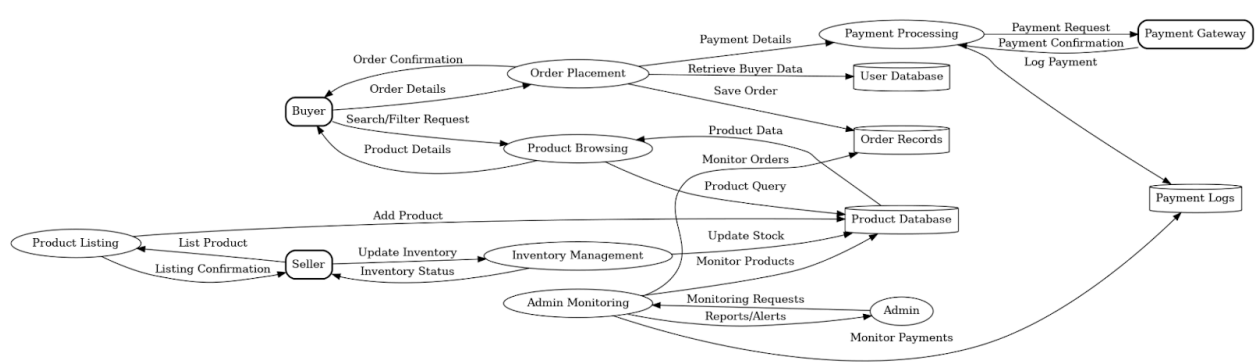 Payment Request
Payment Processing
Payment Gateway
Payment Details
Payment Confirmation
Order Confirmation
Log Payment
Order Placement
Retrieve Buyer Data
User Database
Order Details
Save Order
Buyer
Search/Filter Request
Product Data
Order Records
Product Details
Product Browsing
Monitor Orders
Product Query
Payment Logs
Add Product
Product Database
Product Listing
List Product
Update Stock
Update Inventory
Inventory Management
Seller
Listing Confirmation
Inventory Status
Monitor Products
Admin Monitoring
Monitoring Requests
Admin
Reports/Alerts
Monitor Payments